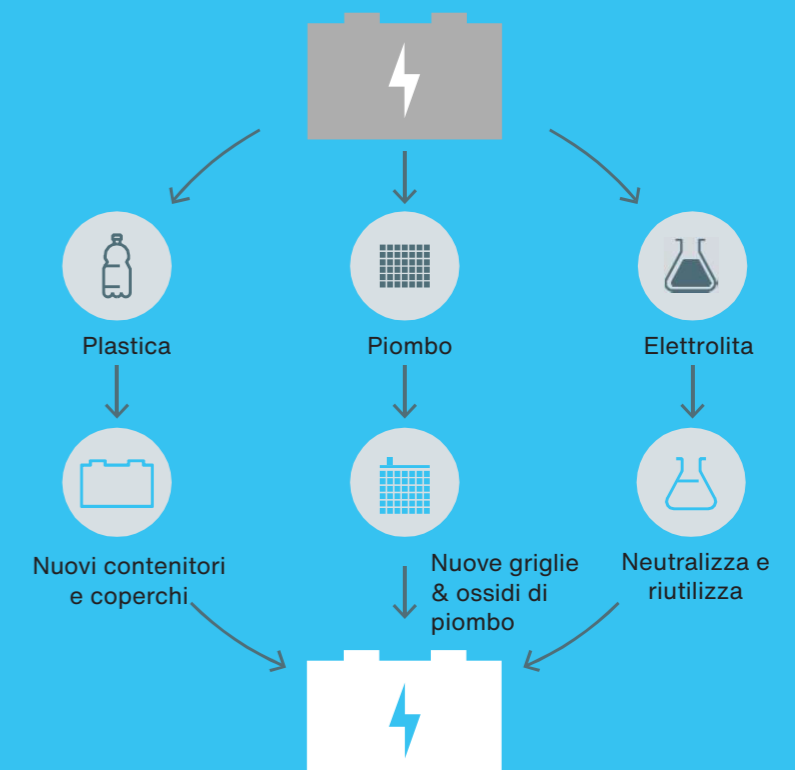 Plastica
Piombo
Elettrolita
Nuovi contenitori
e coperchi
Nuove griglie
& ossidi di
piombo
Neutralizza e
riutilizza